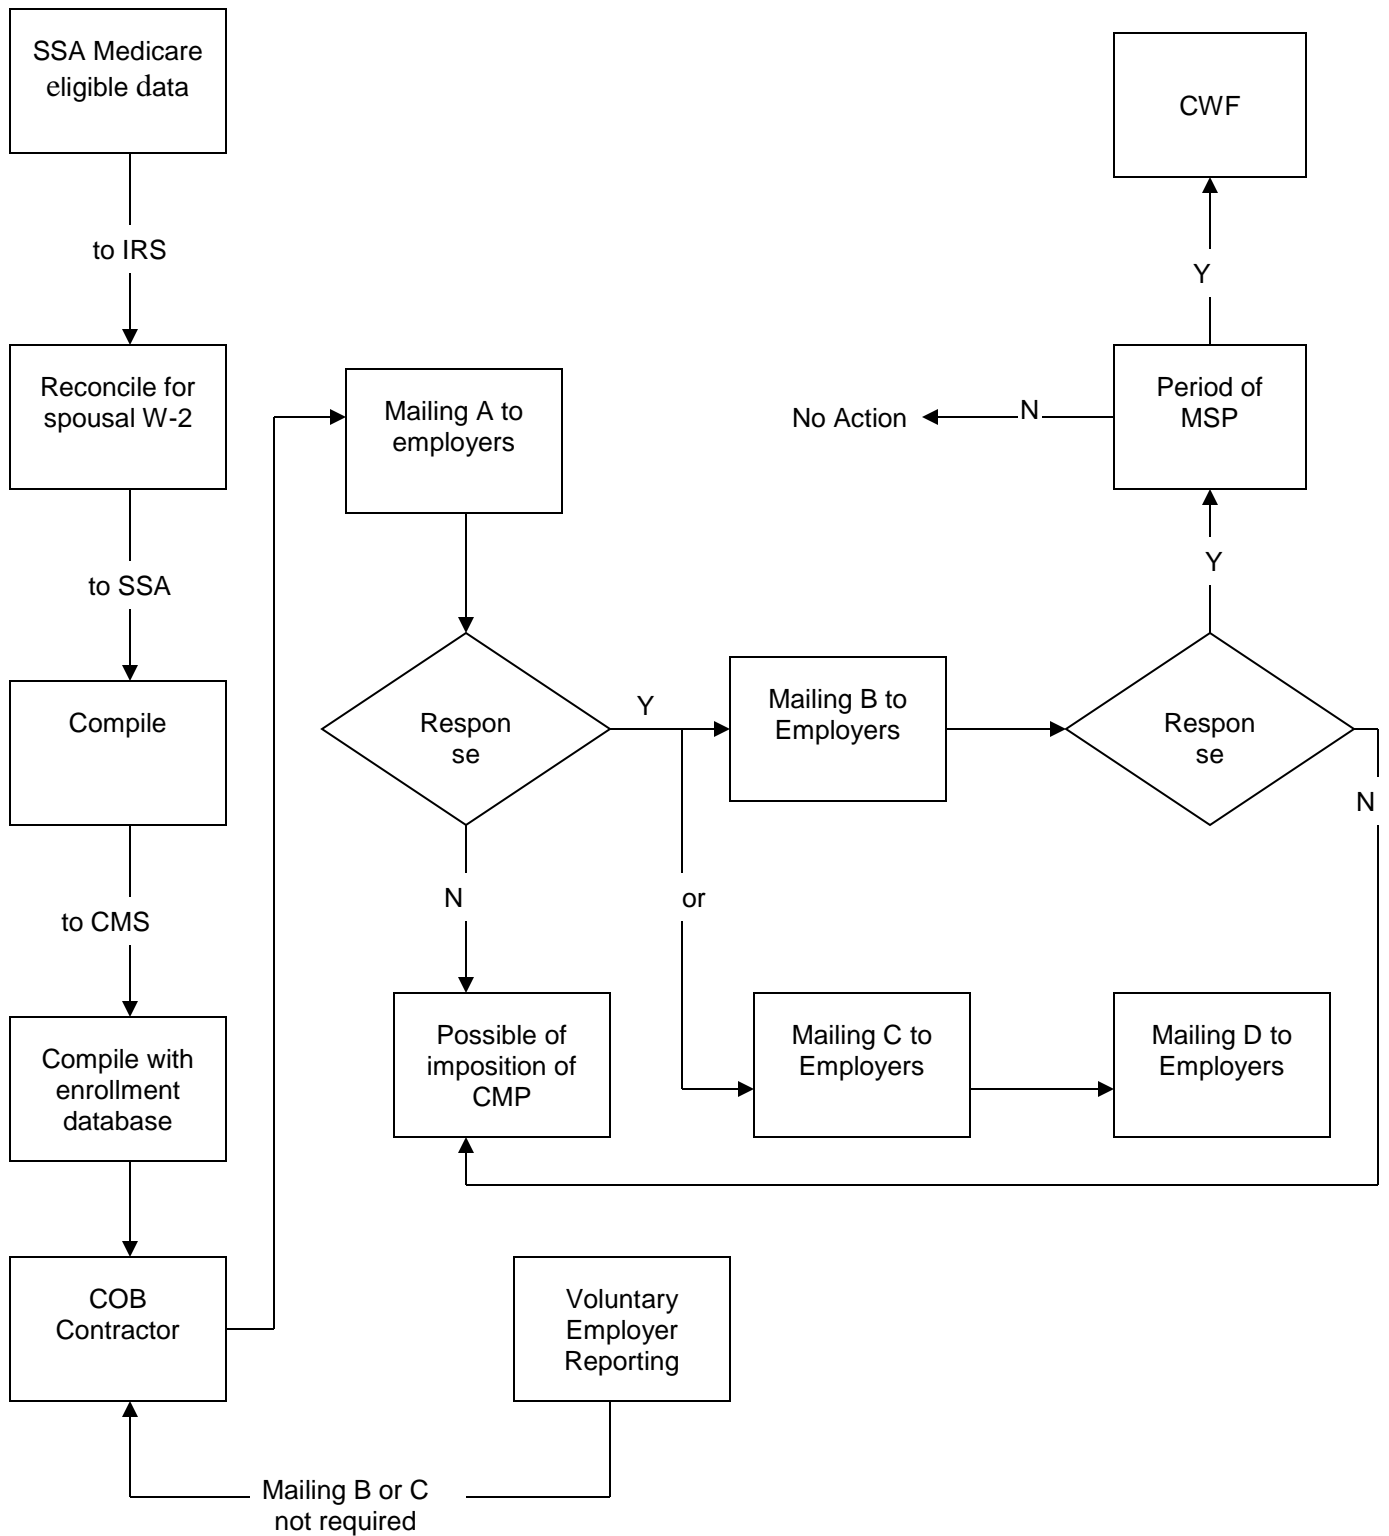 SSA Medicare
eligible data
to IRS
Reconcile for
spousal W-2
to SSA
Compile
to CMS
Compile with
enrollment
database
COB
Contractor
Mailing A to
employers
Respon
se
Y
N
or
Possible of
imposition of
CMP
Mailing B to
Employers
Mailing C to
Employers
Mailing D to
Employers
Respon
se
Y
N
Period of
MSP
N
No Action
Y
CWF
Voluntary
Employer
Reporting
Mailing B or C
not required